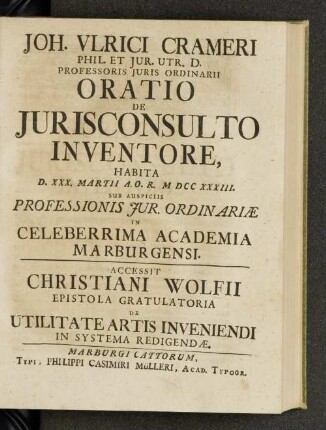 JOH. VLRICI CRAMERI
PHIL. ET JUR. UTR. D.
PROFESSORIS JURIS ORDINARII
ORATIO
DE
JURISCONSULTO
INVENTORE,
HABITA
D. XXX. MARTII A.O.R. M DCC XXXIII.
SUB AUSPICIIS
PROFESSIONIS JUR. ORDINARIÆ
IN
CELEBERRIMA ACADEMIA
MARBURGENSI.
ACCESSIT
CHRISTIANI WOLFII
EPISTOLA GRATULATORIA
DE
UTILITATE ARTIS INVENIENDI
IN SYSTEMA REDIGENDÆ.
MARBURGI CATTORUM,
TYPIS PHILIPPI CASIMIRI MÜLLERI, ACAD. TYPOGR.